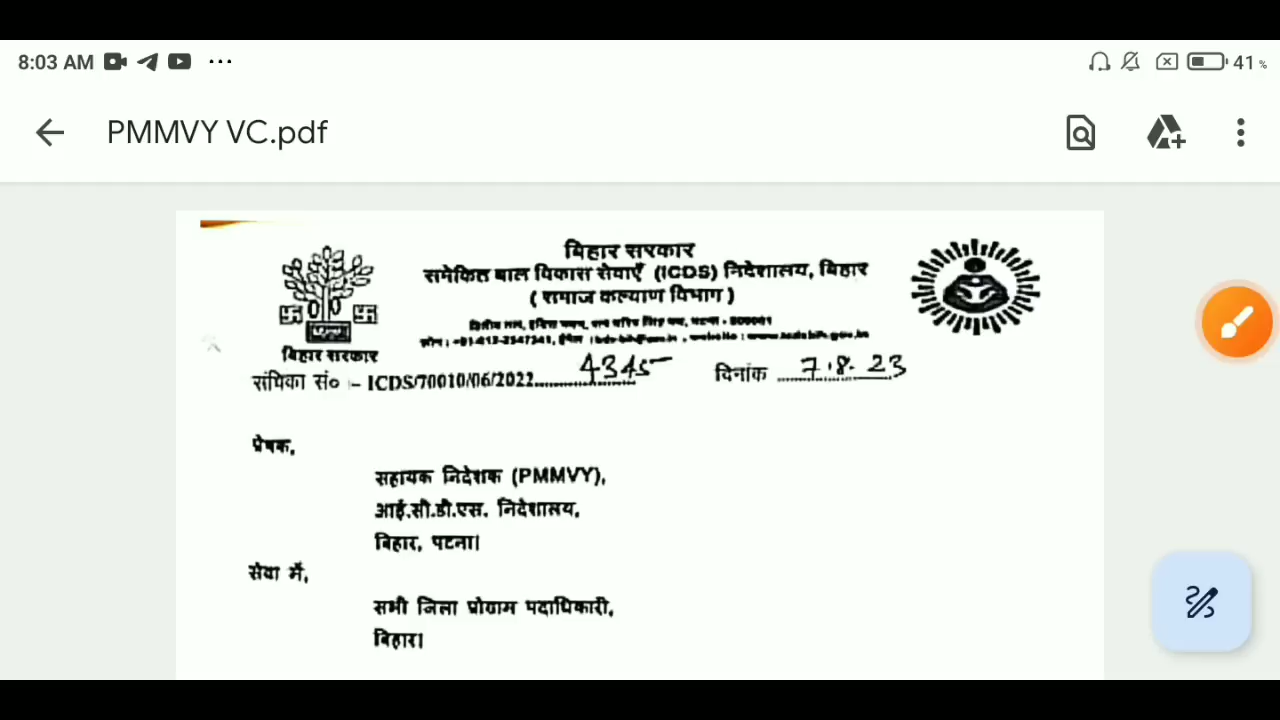 8:03 AM ...
41 %
PMMVY VC.pdf
बिहार सरकार
समेकित बाल विकास सेवाएँ (ICDS) निदेशालय, बिहार
( समाज कल्याण विभाग )
बिहार सरकार
संचिका सं० :- ICDS/70010/06/2022 4345 दिनांक 7.8.23
प्रेषक,
सहायक निदेशक (PMMVY),
आई.सी.डी.एस. निदेशालय,
बिहार, पटना।
सेवा में,
सभी जिला प्रोग्राम पदाधिकारी,
बिहार।